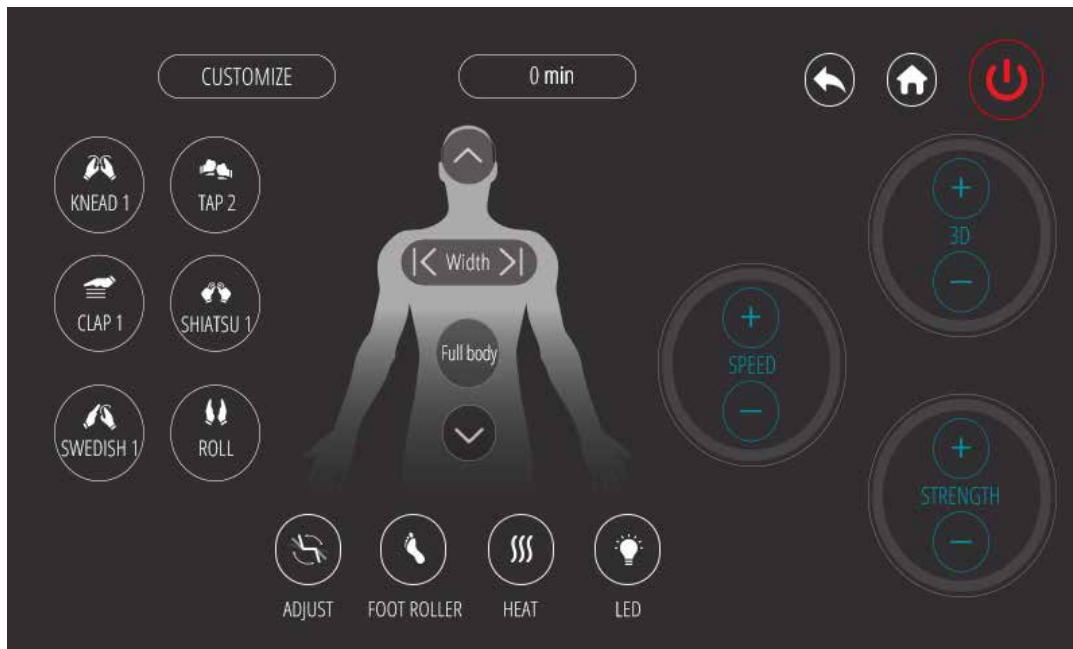 CUSTOMIZE
0 min
KNEAD 1
TAP 2
CLAP 1
SHIATSU 1
SWEDISH 1
ROLL
Width
Full body
SPEED
3D
STRENGTH
ADJUST
FOOT ROLLER
HEAT
LED